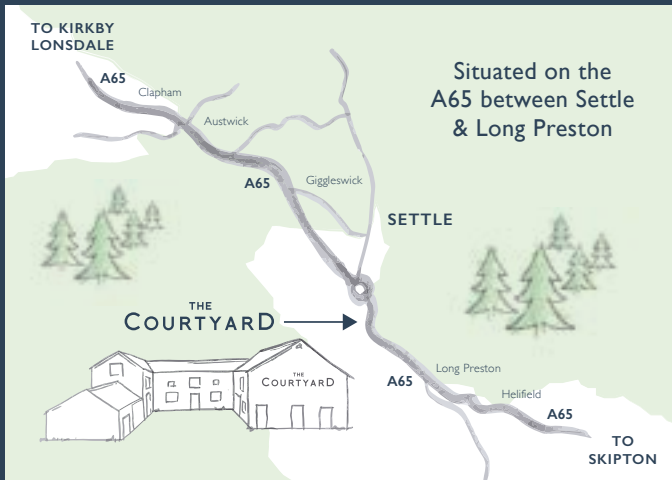 TO KIRKBY
LONSDALE
A65
Clapham
Austwick
Situated on the
A65 between Settle
& Long Preston
A65
Giggleswick
SETTLE
THE
COURTYARD
THE
COURTYARD
Long Preston
A65
Helifield
A65
TO
SKIPTON